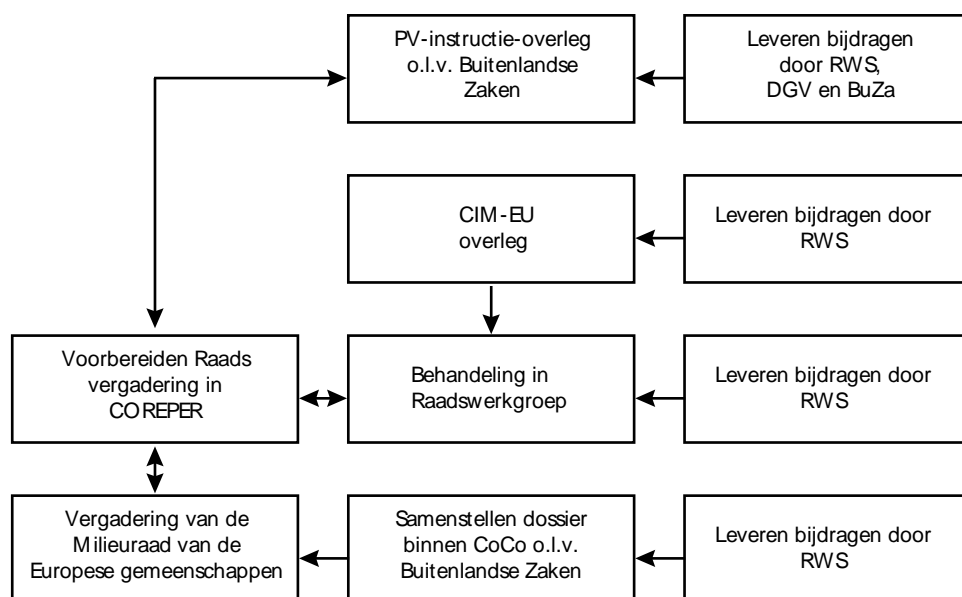 PV-instructie-overleg
o.l.v. Buitenlandse
Zaken
Leveren bijdragen
door RWS,
DGV en BuZa
CIM-EU
overleg
Leveren bijdragen door
RWS
Voorbereiden Raads
vergadering in
COREPER
Behandeling in
Raadswerkgroep
Leveren bijdragen door
RWS
Vergadering van de
Milieuraad van de
Europese gemeenschappen
Samenstellen dossier
binnen CoCo o.l.v.
Buitenlandse Zaken
Leveren bijdragen door
RWS